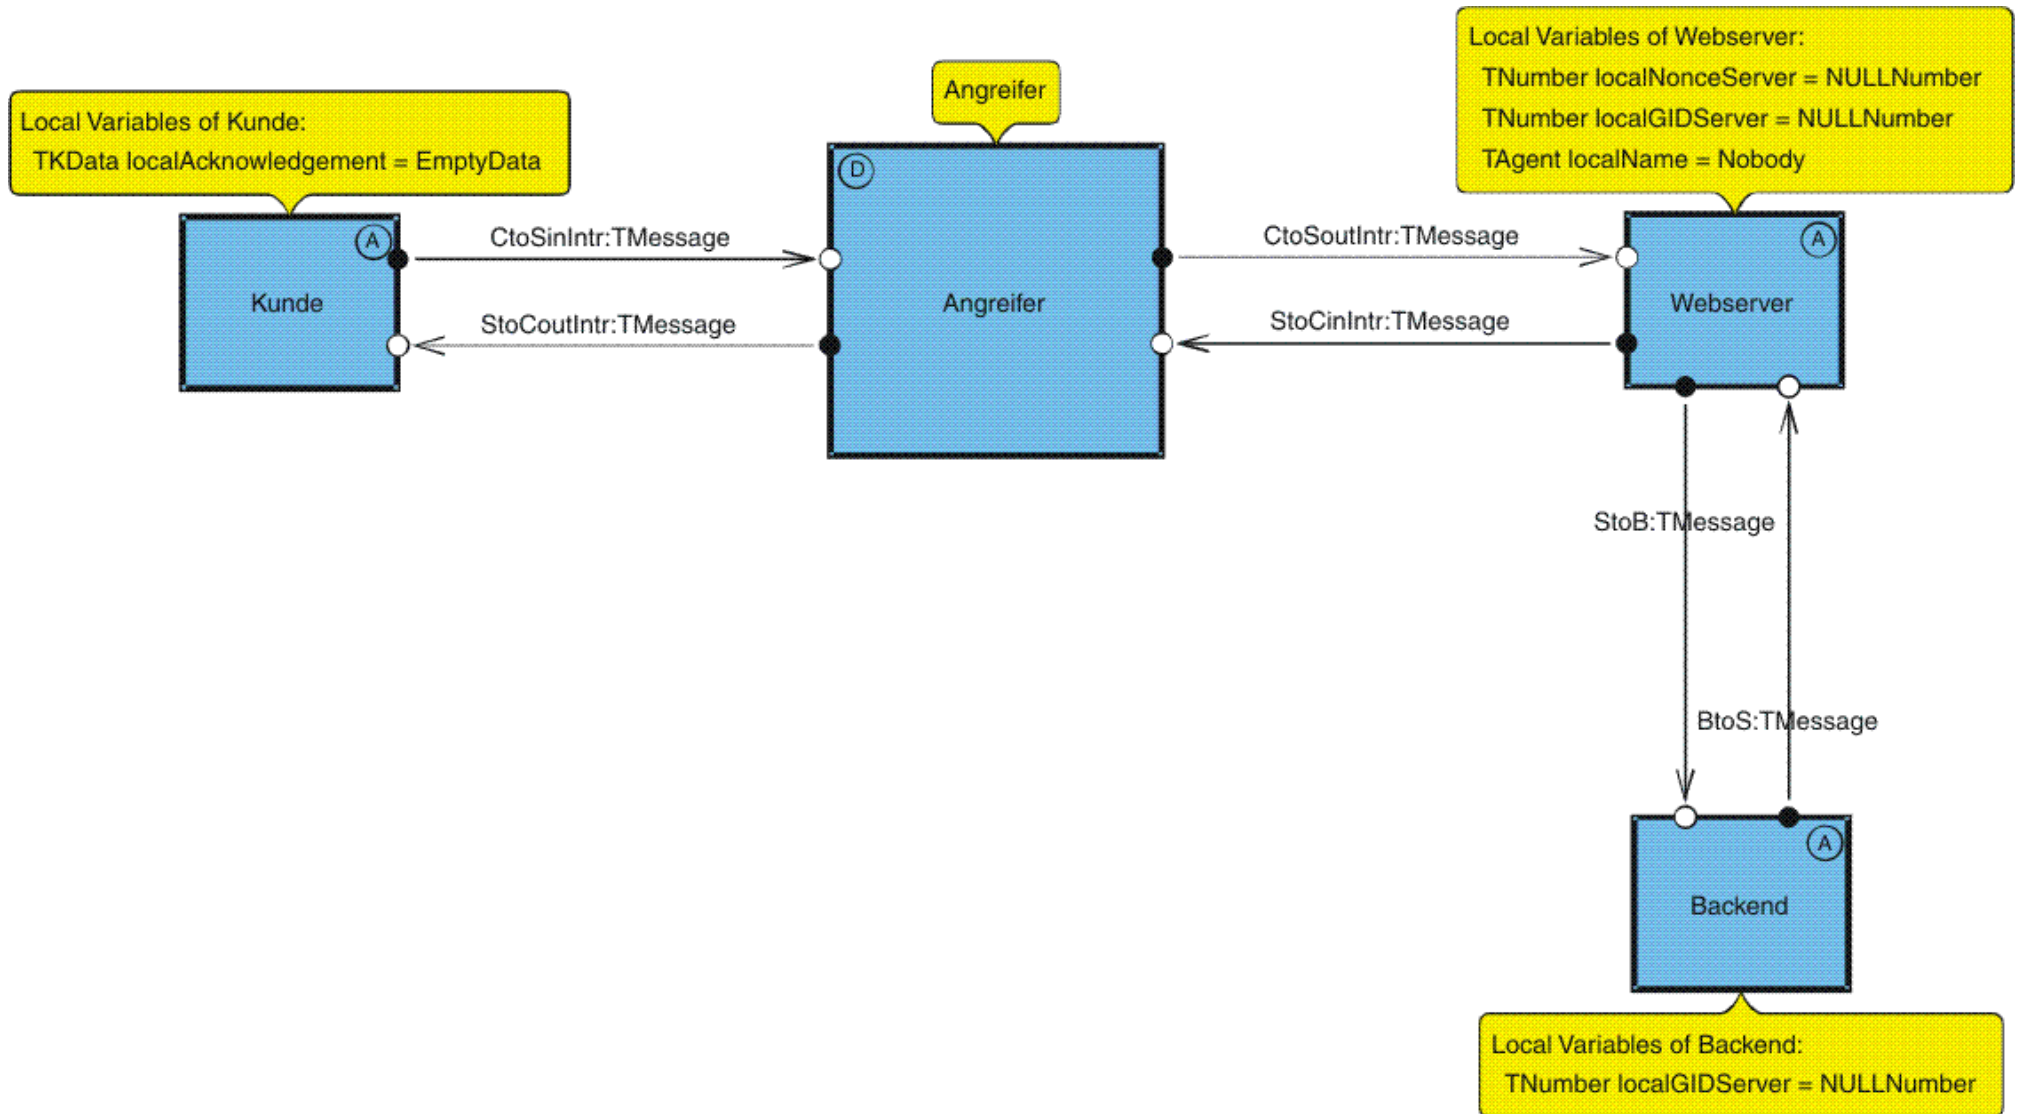 Local Variables of Kunde:
TKData localAcknowledgement = EmptyData
Angreifer
Local Variables of Webserver:
TNumber localNonceServer = NULLNumber
TNumber localGIDServer = NULLNumber
TAgent localName = Nobody
A
Kunde
CtoSinIntr:TMessage
StoCoutIntr:TMessage
D
Angreifer
CtoSoutIntr:TMessage
StoCinIntr:TMessage
A
Webserver
StoB:TMessage
BtoS:TMessage
A
Backend
Local Variables of Backend:
TNumber localGIDServer = NULLNumber